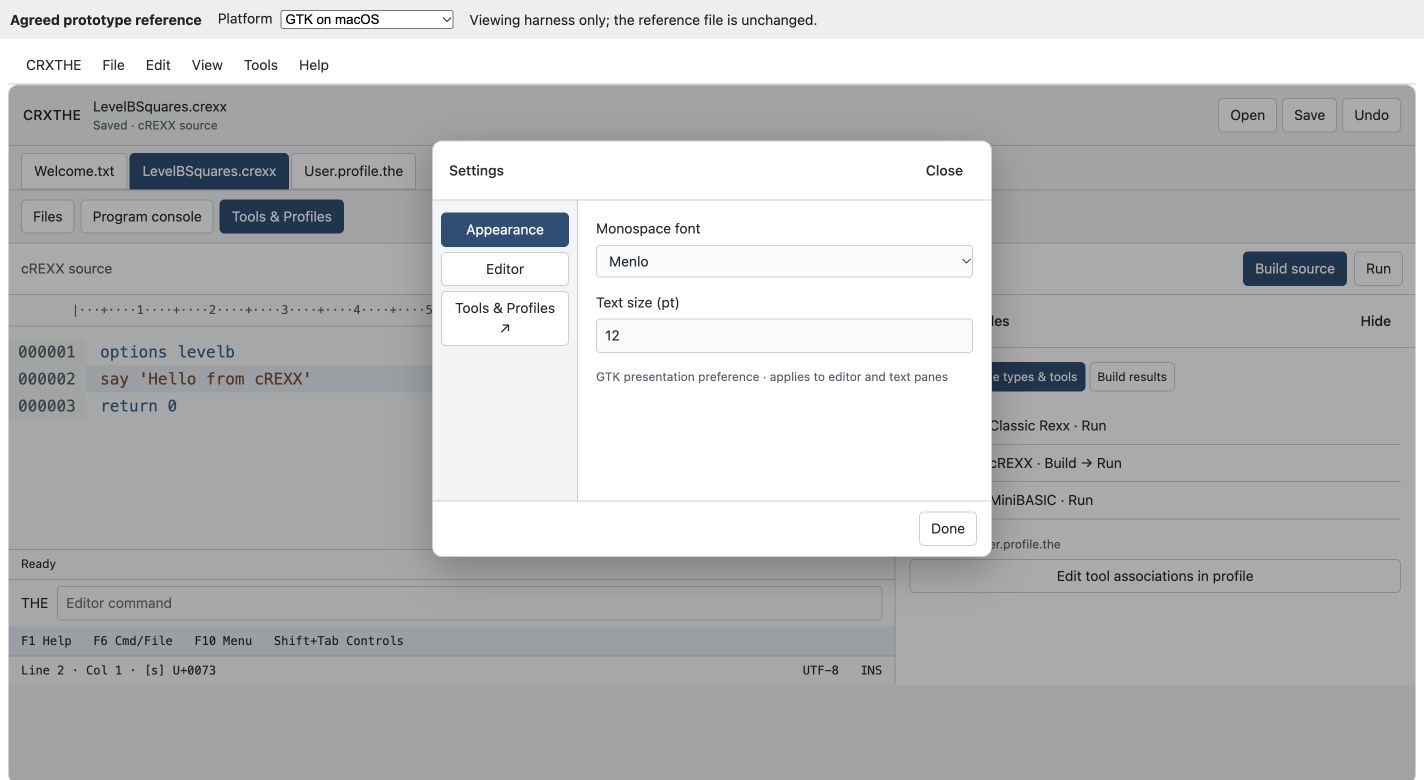 Agreed prototype reference Platform GTK on macOS Viewing harness only; the reference file is unchanged.
CRXTHE File Edit View Tools Help
CRXTHE
LevelBSquares.crexx
Saved · cREXX source
Open Save Undo
Welcome.txt LevelBSquares.crexx User.profile.the
Files Program console Tools & Profiles
cREXX source
Build source Run
|···+····1····+····2····+····3····+····4····+····5
Hide
000001 options levelb
000002 say 'Hello from cREXX'
000003 return 0
Settings Close
Appearance
Editor
Tools & Profiles
↗
Monospace font
Menlo
Text size (pt)
12
GTK presentation preference · applies to editor and text panes
Done
types & tools Build results
Classic Rexx · Run
cREXX · Build → Run
MiniBASIC · Run
er.profile.the
Edit tool associations in profile
Ready
THE Editor command
F1 Help F6 Cmd/File F10 Menu Shift+Tab Controls
Line 2 · Col 1 · [s] U+0073 UTF-8 INS